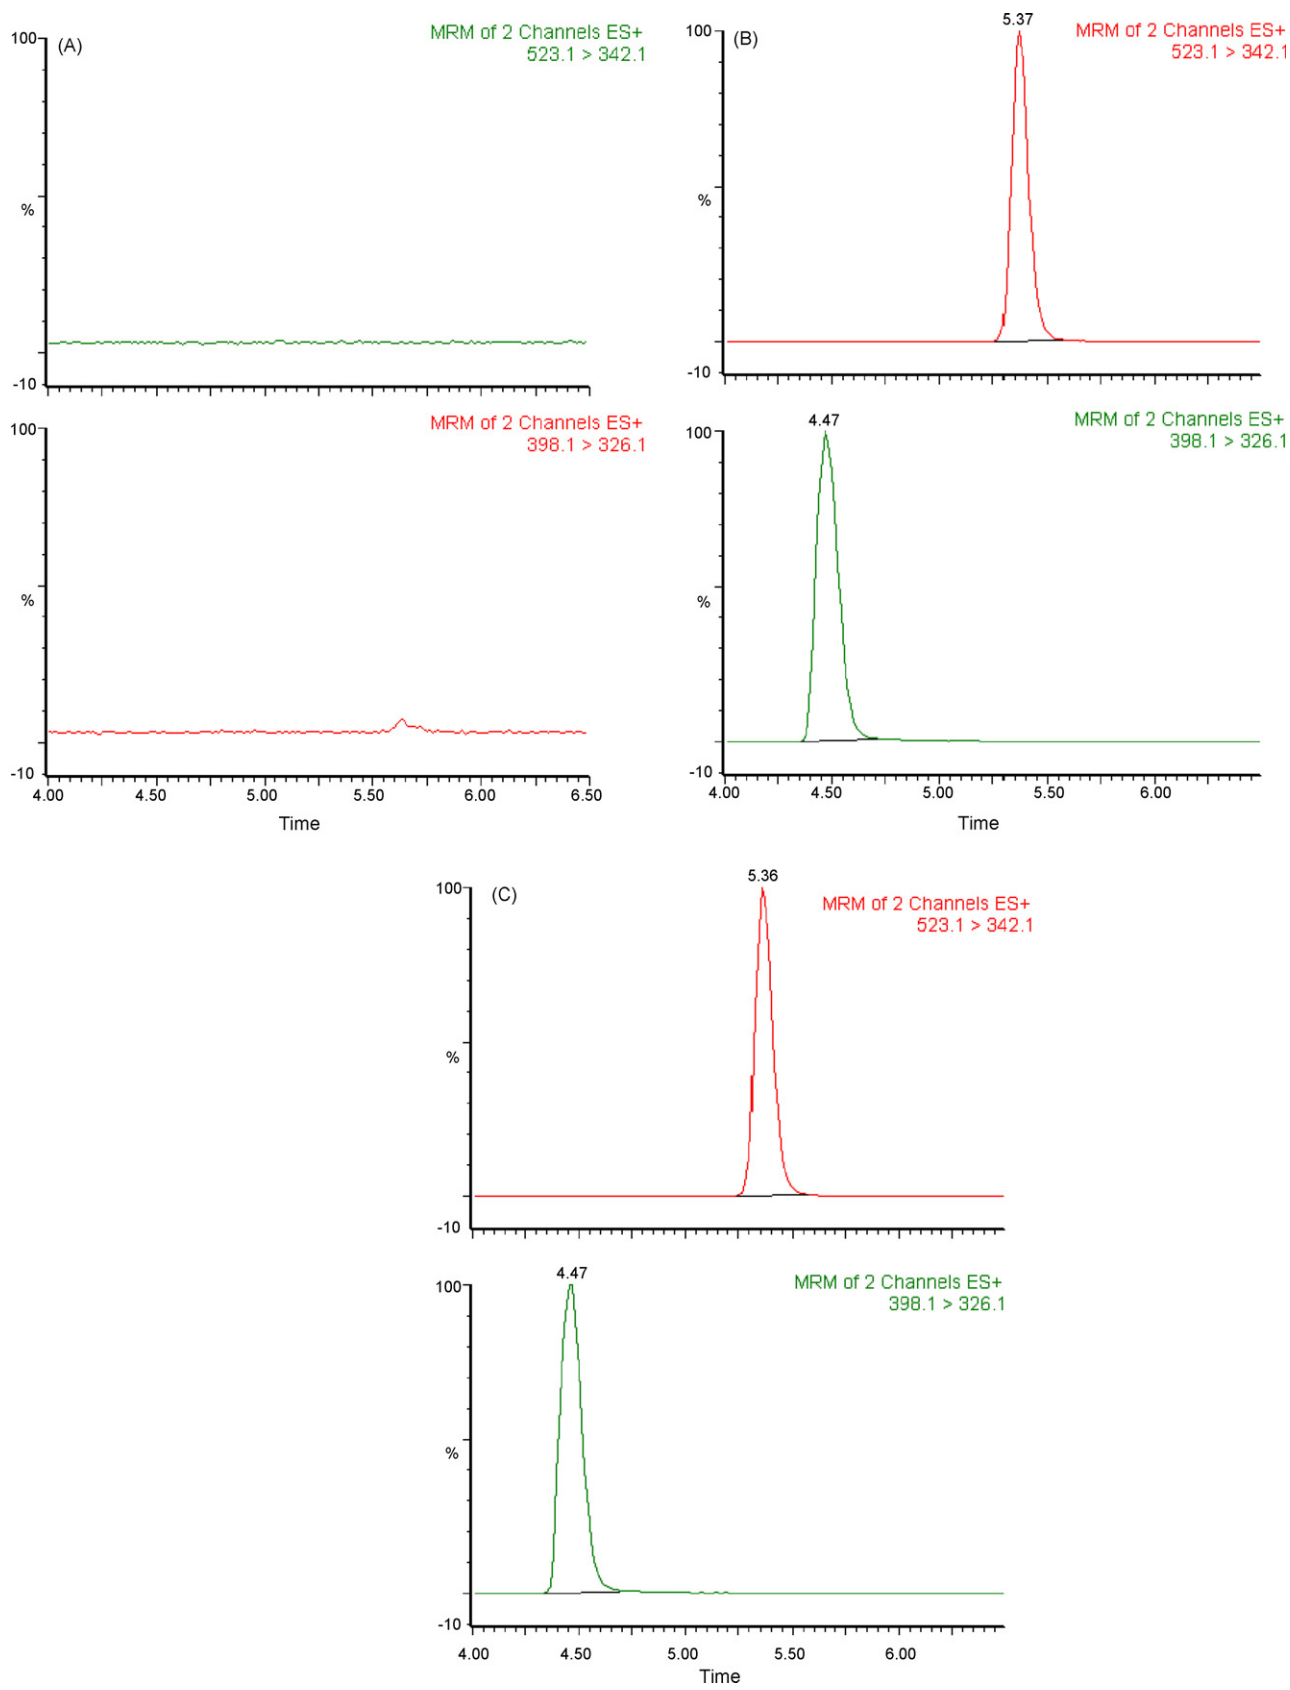 (A)
MRM of 2 Channels ES+
523.1 > 342.1
100
%
-10
MRM of 2 Channels ES+
398.1 > 326.1
100
%
-10
4.00 4.50 5.00 5.50 6.00 6.50
Time
(B)
5.37
MRM of 2 Channels ES+
523.1 > 342.1
100
%
-10
4.47
MRM of 2 Channels ES+
398.1 > 326.1
100
%
-10
4.00 4.50 5.00 5.50 6.00
Time
(C)
5.36
MRM of 2 Channels ES+
523.1 > 342.1
100
%
-10
4.47
MRM of 2 Channels ES+
398.1 > 326.1
100
%
-10
4.00 4.50 5.00 5.50 6.00
Time